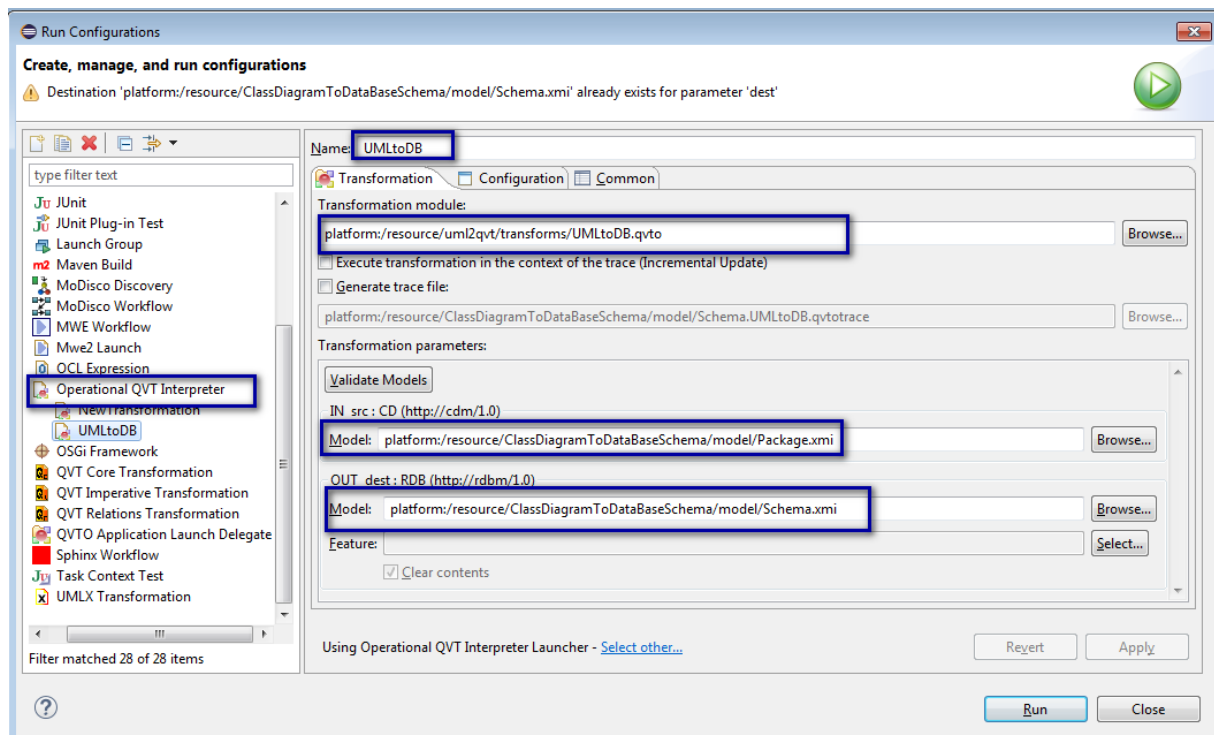 Run Configurations
Create, manage, and run configurations
Destination 'platform:/resource/ClassDiagramToDataBaseSchema/model/Schema.xmi' already exists for parameter 'dest'
type filter text
JUnit
JUnit Plug-in Test
Launch Group
Maven Build
MoDisco Discovery
MoDisco Workflow
MWE Workflow
Mwe2 Launch
OCL Expression
Operational QVT Interpreter
NewTransformation
UMLtoDB
OSGi Framework
QVT Core Transformation
QVT Imperative Transformation
QVT Relations Transformation
QVTO Application Launch Delegate
Sphinx Workflow
Task Context Test
UMLX Transformation
Filter matched 28 of 28 items
Name: UMLtoDB
Transformation Configuration Common
Transformation module:
platform:/resource/uml2qvt/transforms/UMLtoDB.qvto Browse...
Execute transformation in the context of the trace (Incremental Update)
Generate trace file:
platform:/resource/ClassDiagramToDataBaseSchema/model/Schema.UMLtoDB.qvtotrace Browse...
Transformation parameters:
Validate Models
IN src : CD (http://cdm/1.0)
Model: platform:/resource/ClassDiagramToDataBaseSchema/model/Package.xmi Browse...
OUT dest : RDB (http://rdbm/1.0)
Model: platform:/resource/ClassDiagramToDataBaseSchema/model/Schema.xmi Browse...
Feature: Select...
Clear contents
Using Operational QVT Interpreter Launcher - Select other... Revert Apply
Run Close